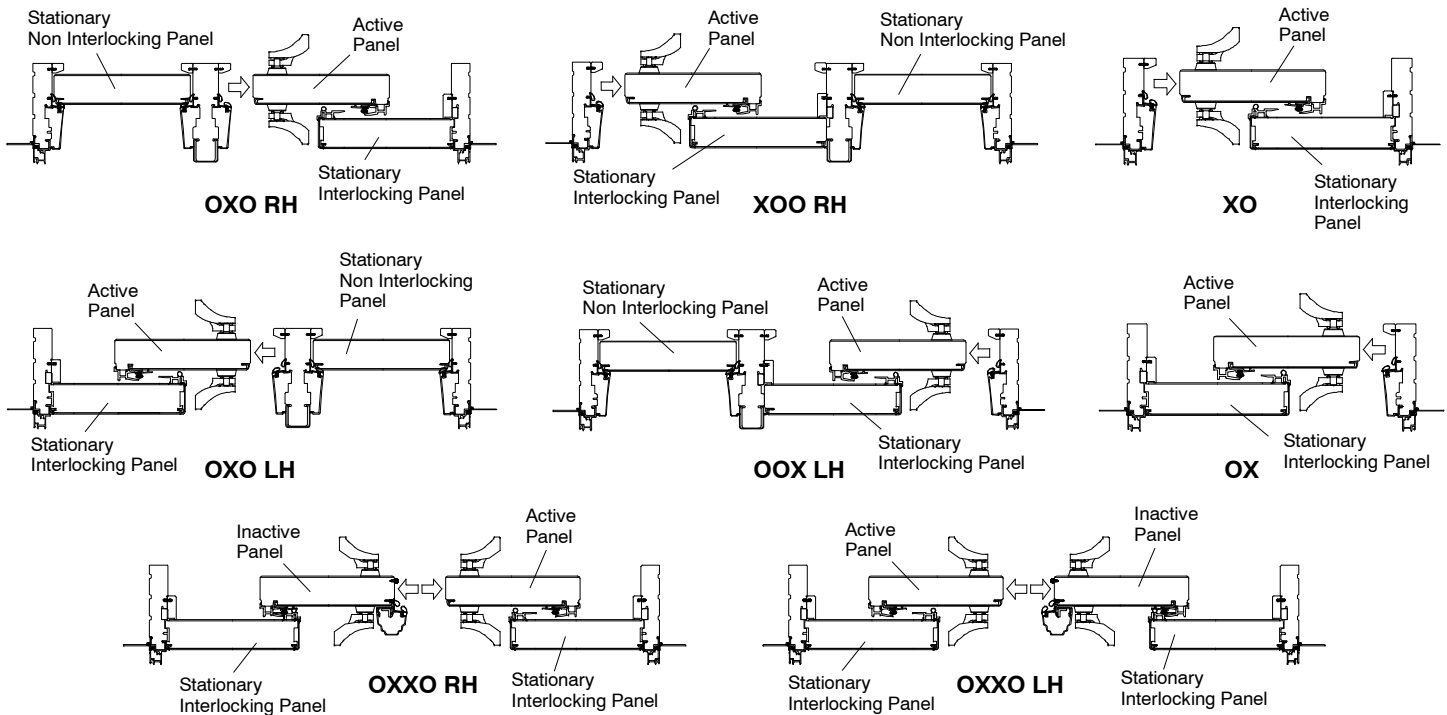 Stationary
Non Interlocking Panel
Active
Panel
Stationary
Interlocking Panel
OXO RH
Active
Panel
Stationary
Non Interlocking Panel
Stationary
Interlocking Panel
XOO RH
Active
Panel
Stationary
Interlocking
Panel
XO
Active
Panel
Stationary
Non Interlocking
Panel
Stationary
Interlocking Panel
OXO LH
Stationary
Non Interlocking Panel
Active
Panel
Stationary
Interlocking Panel
OOX LH
Active
Panel
Stationary
Interlocking Panel
OX
Inactive
Panel
Active
Panel
Stationary
Interlocking Panel
OXXO RH
Stationary
Interlocking Panel
Active
Panel
Inactive
Panel
Stationary
Interlocking Panel
OXXO LH
Stationary
Interlocking Panel